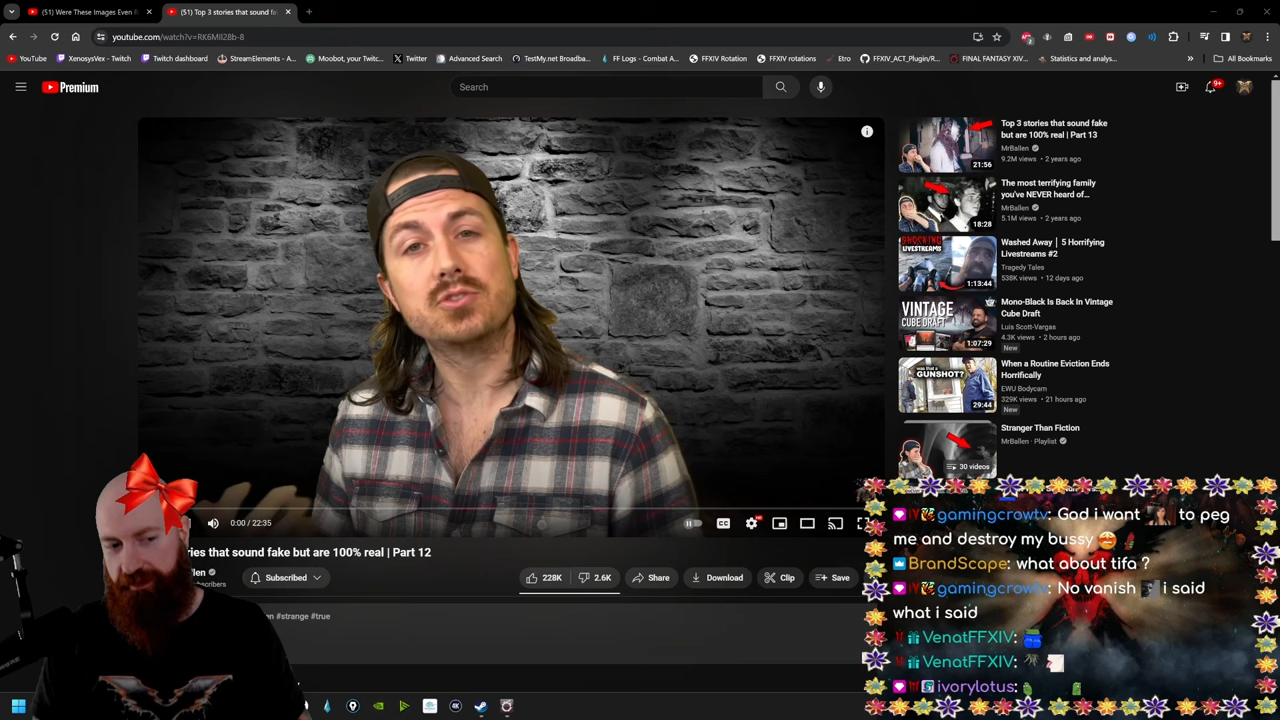 (51) Were These Images Even R
(51) Top 3 stories that sound fa
youtube.com/watch?v=RK6MIl28b-8
YouTube
XenosysVex - Twitch
Twitch dashboard
StreamElements - A...
Moobot, your Twitc...
Twitter
Advanced Search
TestMy.net Broadba...
FF Logs - Combat A...
FFXIV Rotation
FFXIV rotations
Etro
FFXIV_ACT_Plugin/R...
FINAL FANTASY XIV...
Statistics and analys...
All Bookmarks
Premium
Search
9+
Top 3 stories that sound fake
but are 100% real | Part 13
MrBallen
9.2M views • 2 years ago
21:56
The most terrifying family
you've NEVER heard of...
MrBallen
5.1M views • 2 years ago
18:28
Washed Away | 5 Horrifying
Livestreams #2
Tragedy Tales
538K views • 12 days ago
LIVESTREAMS
1:13:44
Mono-Black Is Back In Vintage
Cube Draft
Luis Scott-Vargas
4.3K views • 2 hours ago
New
VINTAGE
CUBE DRAFT
1:07:29
When a Routine Eviction Ends
Horrifically
EWU Bodycam
329K views • 21 hours ago
New
was that a
GUNSHOT?
29:44
Stranger Than Fiction
MrBallen · Playlist
30 videos
0:00 / 22:35
ries that sound fake but are 100% real | Part 12
len
scribers
Subscribed
228K
2.6K
Share
Download
Clip
Save
en #strange #true
gamingcrowtv: God i want to peg
me and destroy my bussy
BrandScape: what about tifa ?
gamingcrowtv: No vanish i said
what i said
VenatFFXIV:
VenatFFXIV:
ivorylotus: